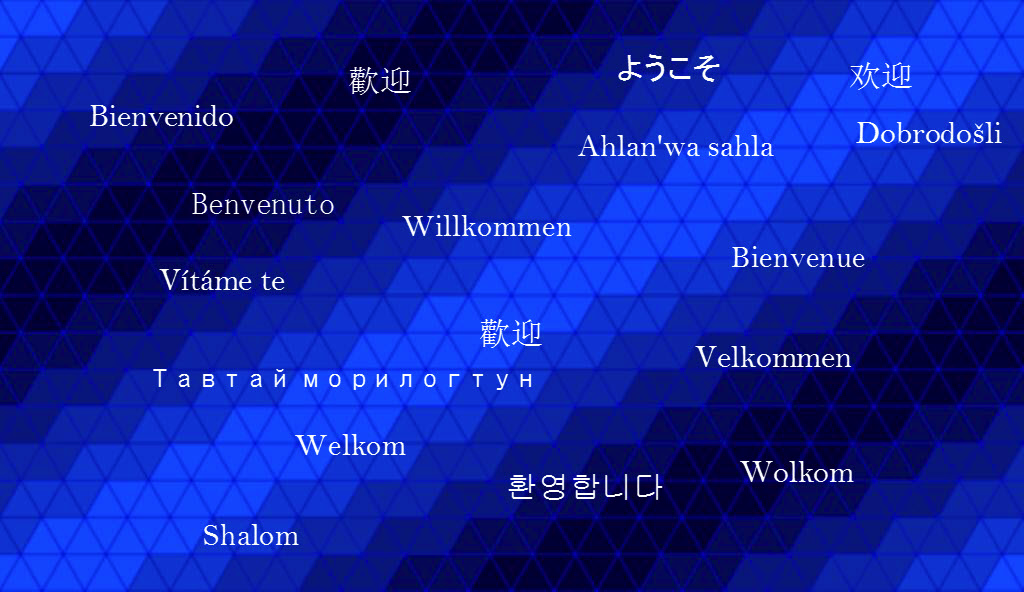 ようこそ
歡迎
欢迎
Bienvenido
Dobrodošli
Ahlan'wa sahla
Benvenuto
Willkommen
Bienvenue
Vítáme te
歡迎
Velkommen
Тавтай морилогтун
Welkom
Wolkom
환영합니다
Shalom